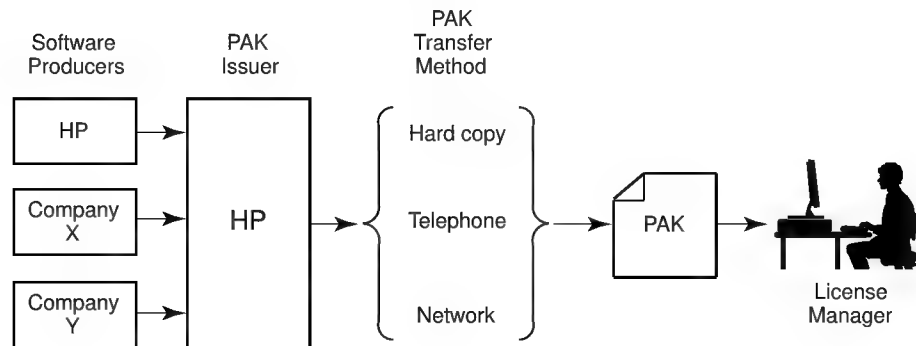 Software
Producers
PAK
Issuer
PAK
Transfer
Method
HP
Company
X
Company
Y
HP
Hard copy
Telephone
Network
PAK
License
Manager